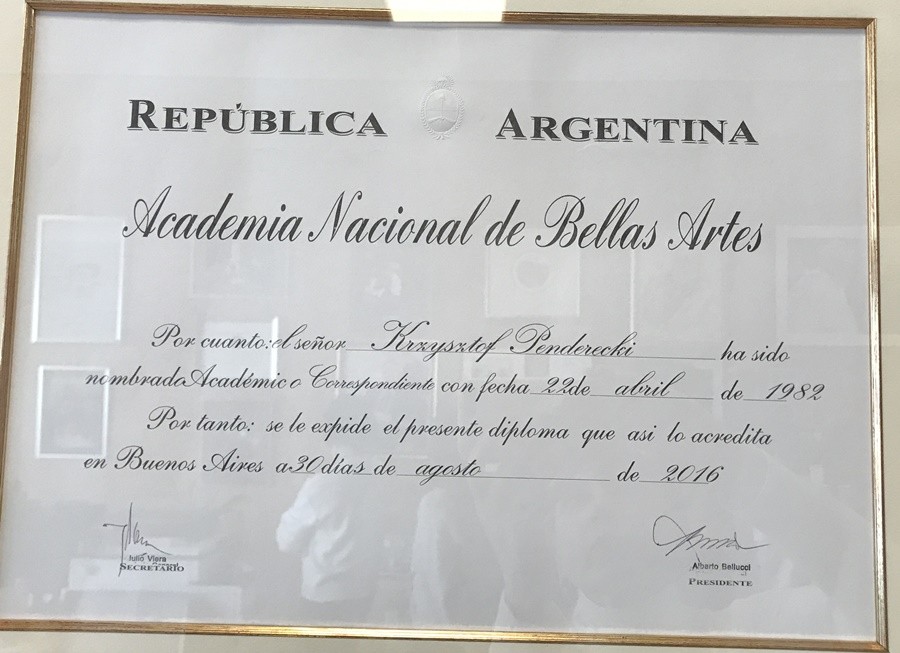 REPÚBLICA ARGENTINA
Academia Nacional de Bellas Artes
Por cuanto: el señor Krzysztof Penderecki ha sido
nombrado Académico Correspondiente con fecha 22 de abril de 1982
Por tanto: se le expide el presente diploma que asi lo acredita
en Buenos Aires a 30 días de agosto de 2016
Julio Viera
SECRETARIO
Alberto Bellucci
PRESIDENTE